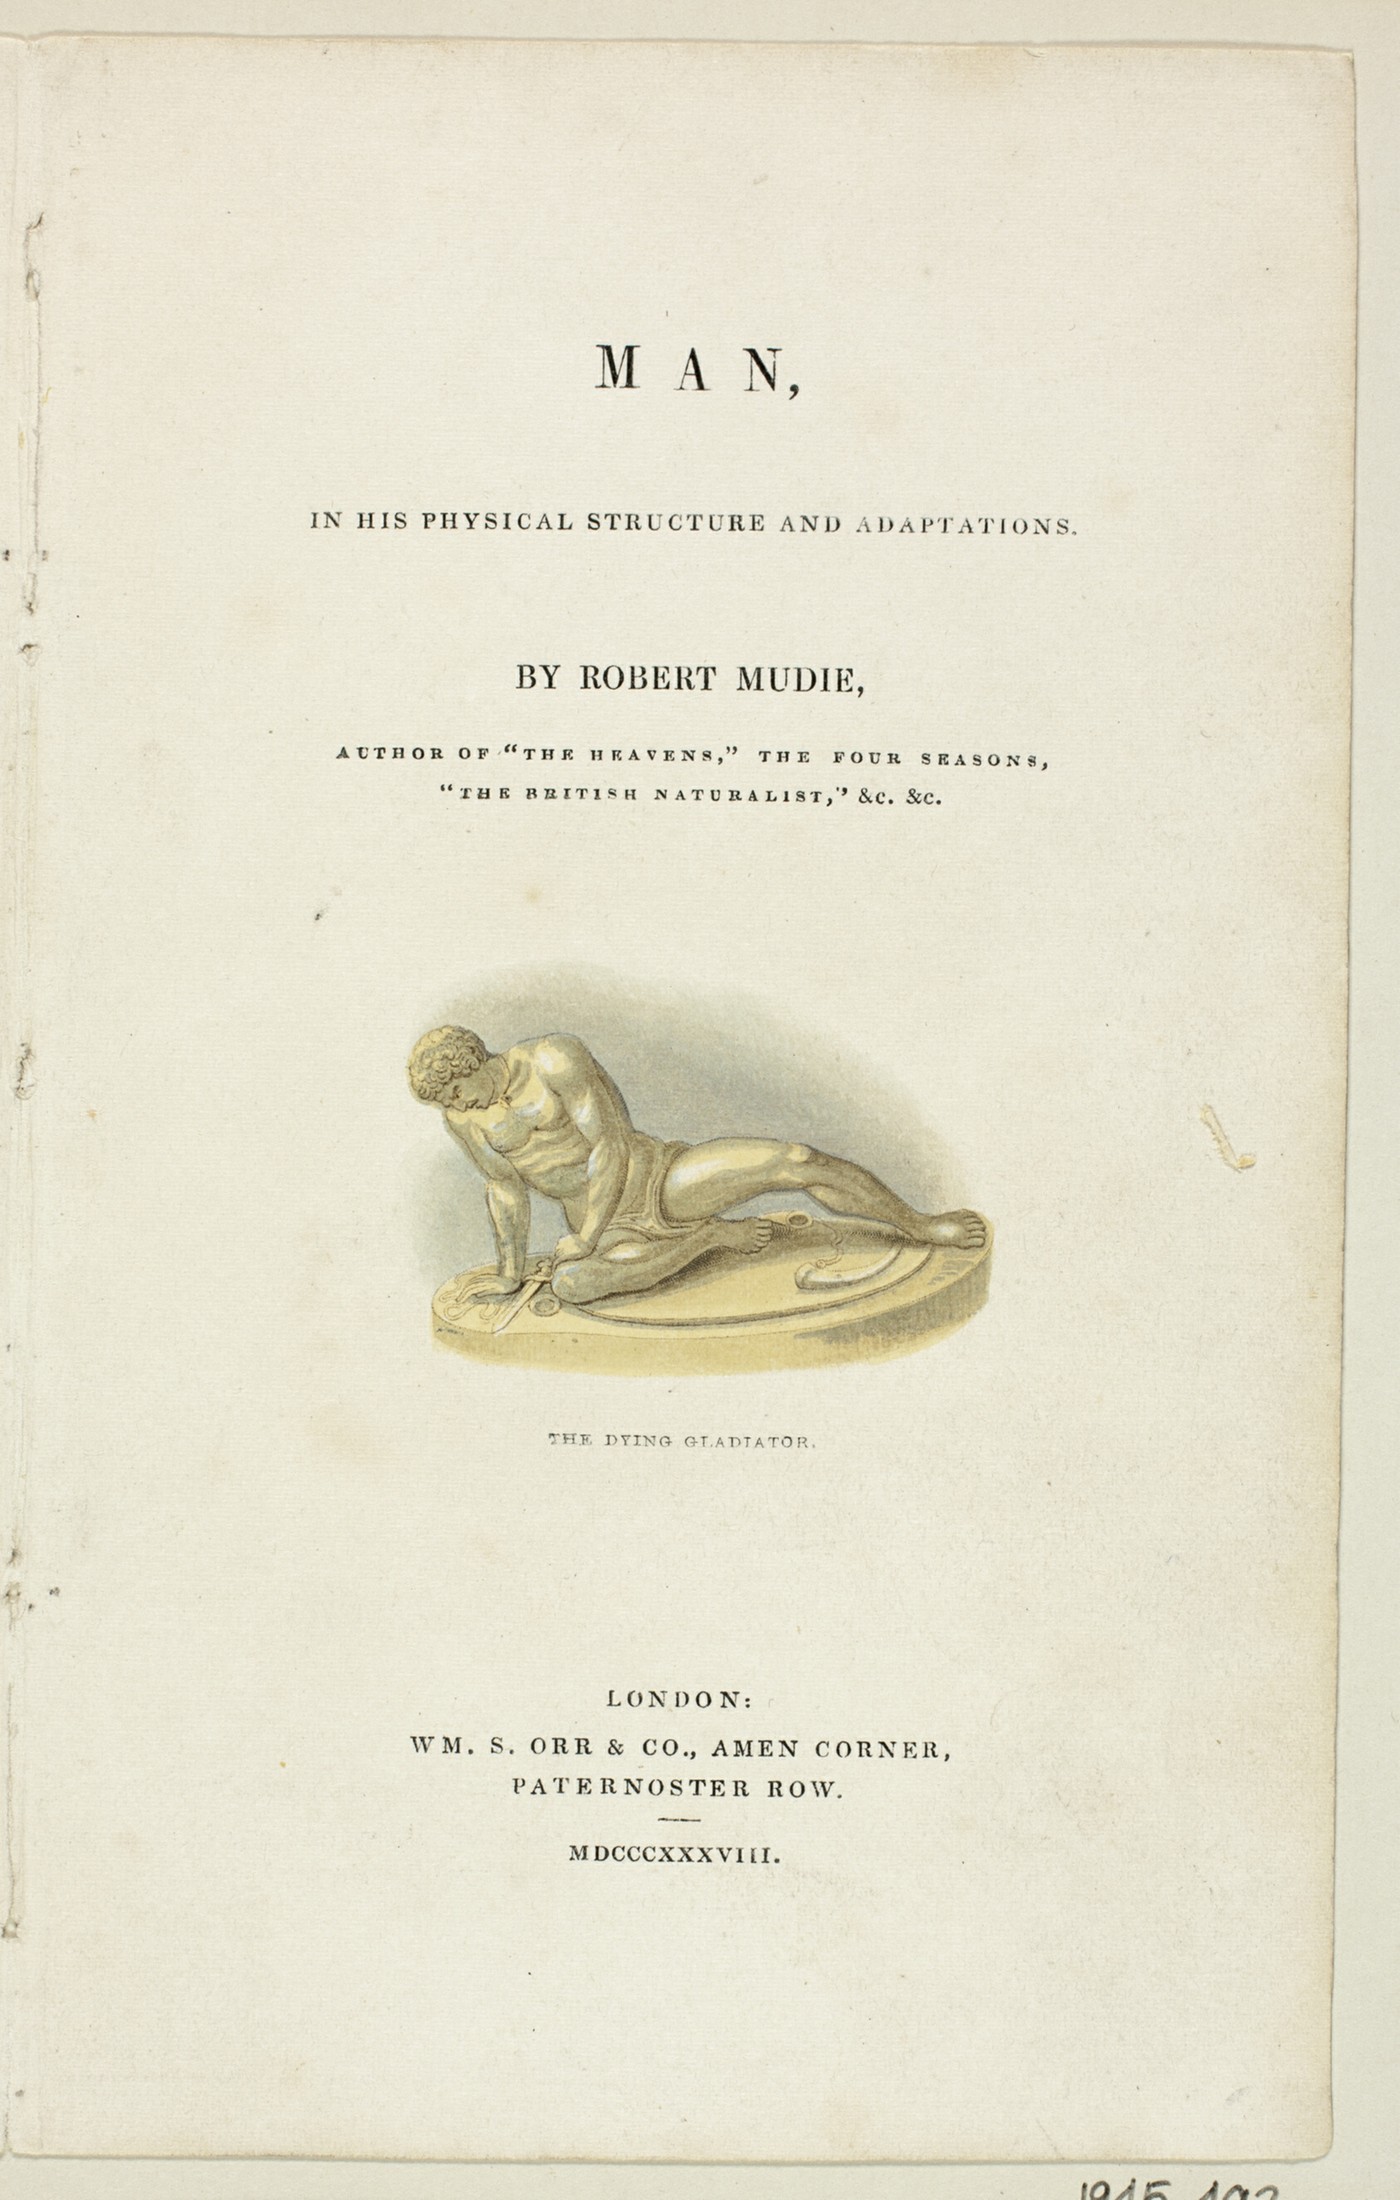 MAN,
IN HIS PHYSICAL STRUCTURE AND ADAPTATIONS.
BY ROBERT MUDIE,
AUTHOR OF "THE HEAVENS," THE FOUR SEASONS,
"THE BRITISH NATURALIST," &c. &c.
THE DYING GLADIATOR.
LONDON:
WM. S. ORR & CO., AMEN CORNER,
PATERNOSTER ROW.
MDCCCXXXVIII.